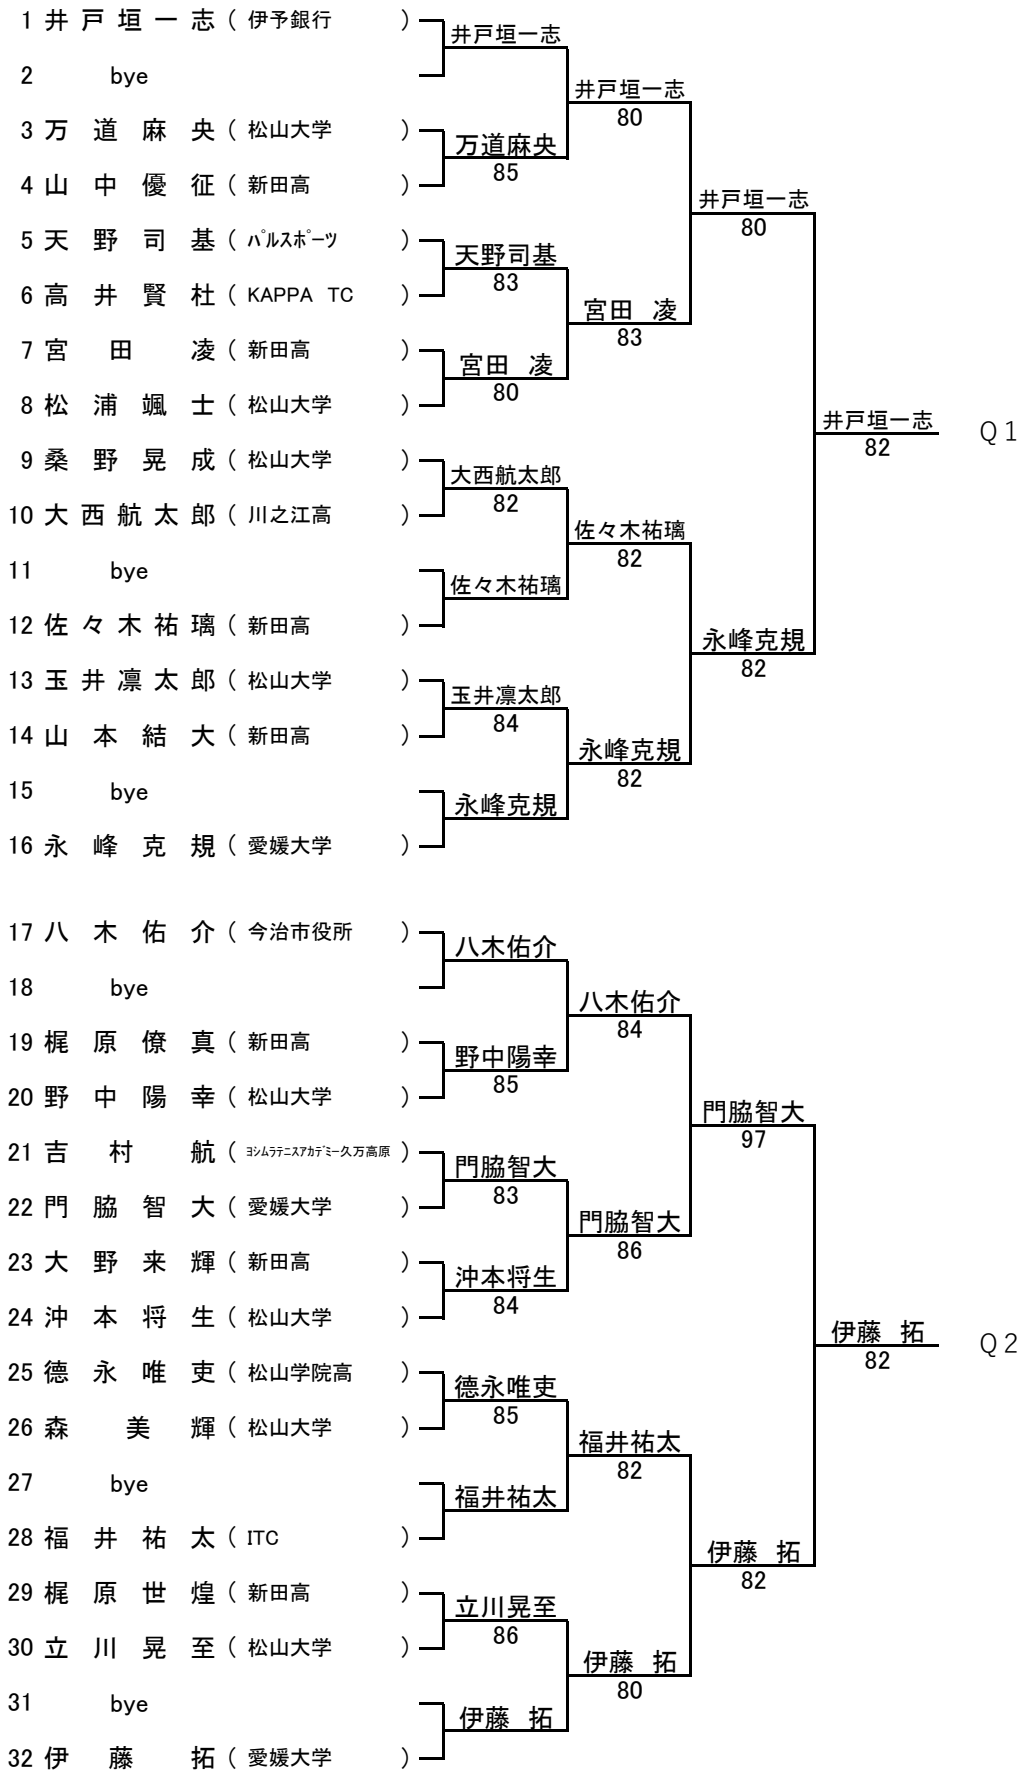 1 井戸垣一志 ( 伊予銀行 )
井戸垣一志
2 bye
井戸垣一志
80
3 万道麻央 ( 松山大学 )
万道麻央
85
4 山中優征 ( 新田高 )
井戸垣一志
80
5 天野司基 ( パルスポーツ )
天野司基
83
6 高井賢杜 ( KAPPA TC )
宮田 凌
83
7 宮田凌 ( 新田高 )
宮田 凌
80
8 松浦颯士 ( 松山大学 )
井戸垣一志
82
Q1
9 桑野晃成 ( 松山大学 )
大西航太郎
82
10 大西航太郎 ( 川之江高 )
佐々木祐璃
82
11 bye
佐々木祐璃
12 佐々木祐璃 ( 新田高 )
永峰克規
82
13 玉井凛太郎 ( 松山大学 )
玉井凛太郎
84
14 山本結大 ( 新田高 )
永峰克規
82
15 bye
永峰克規
16 永峰克規 ( 愛媛大学 )
17 八木佑介 ( 今治市役所 )
八木佑介
18 bye
八木佑介
84
19 梶原僚真 ( 新田高 )
野中陽幸
85
20 野中陽幸 ( 松山大学 )
門脇智大
97
21 吉村航 ( ヨシムラテニスアカデミー久万高原 )
門脇智大
83
22 門脇智大 ( 愛媛大学 )
門脇智大
86
23 大野来輝 ( 新田高 )
沖本将生
84
24 沖本将生 ( 松山大学 )
伊藤 拓
82
Q2
25 德永唯吏 ( 松山学院高 )
德永唯吏
85
26 森美輝 ( 松山大学 )
福井祐太
82
27 bye
福井祐太
28 福井祐太 ( ITC )
伊藤 拓
82
29 梶原世煌 ( 新田高 )
立川晃至
86
30 立川晃至 ( 松山大学 )
伊藤 拓
80
31 bye
伊藤 拓
32 伊藤拓 ( 愛媛大学 )